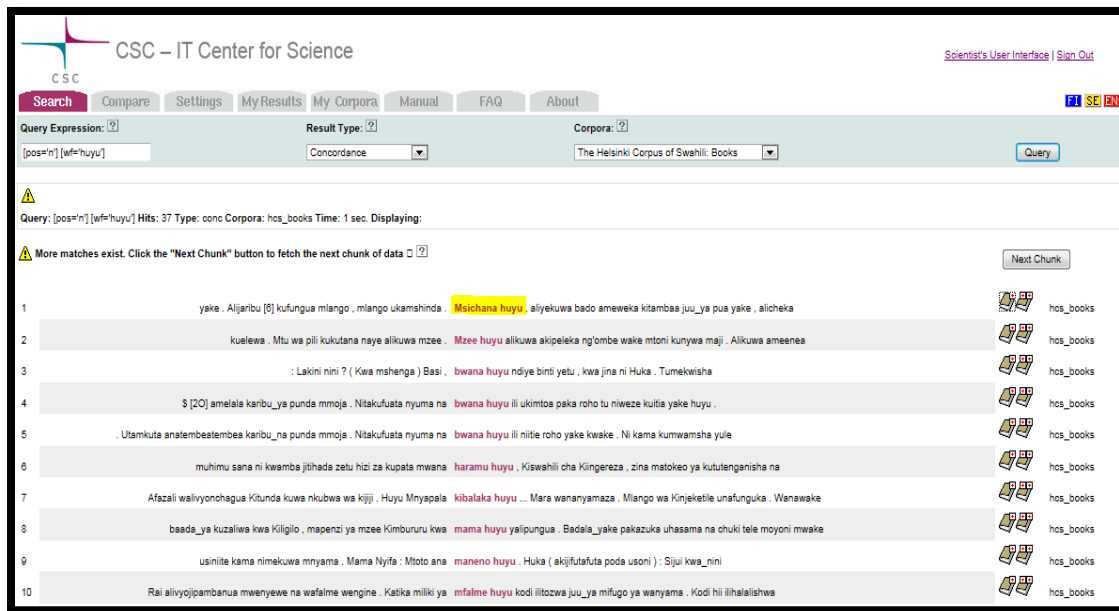 CSC – IT Center for Science
CSC
Scientist's User Interface | Sign Out
Search Compare Settings My Results My Corpora Manual FAQ About FI SE EN
Query Expression: ? Result Type: ? Corpora: ?
[pos='n'] [wf='huyu'] Concordance The Helsinki Corpus of Swahili: Books Query
Query: [pos='n'] [wf='huyu'] Hits: 37 Type: conc Corpora: hcs_books Time: 1 sec. Displaying:
More matches exist. Click the "Next Chunk" button to fetch the next chunk of data ? Next Chunk
1 yake . Alijaribu [6] kufungua mlango , mlango ukamshinda . Msichana huyu , aliyekuwa bado ameweka kitambaa juu_ya pua yake , alicheka hcs_books
2 kuelewa . Mtu wa pili kukutana naye alikuwa mzee . Mzee huyu alikuwa akipeleka ng'ombe wake mtoni kunywa maji . Alikuwa ameenea hcs_books
3 : Lakini nini ? ( Kwa mshenga ) Basi , bwana huyu ndiye binti yetu , kwa jina ni Huka . Tumekwisha hcs_books
4 $ [2O] amelala karibu_ya punda mmoja . Nitakufuata nyuma na bwana huyu ili ukimtoa paka roho tu niweze kuitia yake huyu . hcs_books
5 . Utamkuta anatembeatembea karibu_na punda mmoja . Nitakufuata nyuma na bwana huyu ili niitie roho yake kwake . Ni kama kumwamsha yule hcs_books
6 muhimu sana ni kwamba jitihada zetu hizi za kupata mwana haramu huyu , Kiswahili cha Kiingereza , zina matokeo ya kututenganisha na hcs_books
7 Afazali walivyonchagua Kitunda kuwa nkubwa wa kijiji . Huyu Mnyapala kibalaka huyu ... Mara wananyamaza . Mlango wa Kinjeketile unafunguka . Wanawake hcs_books
8 baada_ya kuzaliwa kwa Kiligilo , mapenzi ya mzee Kimbururu kwa mama huyu yalipungua . Badala_yake pakazuka uhasama na chuki tele moyoni mwake hcs_books
9 usiniite kama nimekuwa mnyama . Mama Nyifa : Mtoto ana maneno huyu . Huka ( akijifutafuta poda usoni ) : Sijui kwa_nini hcs_books
10 Rai alivyojipambanua mwenyewe na wafalme wengine . Katika miliki ya mfalme huyu kodi ilitozwa juu_ya mifugo ya wanyama . Kodi hii ilihalalishwa hcs_books